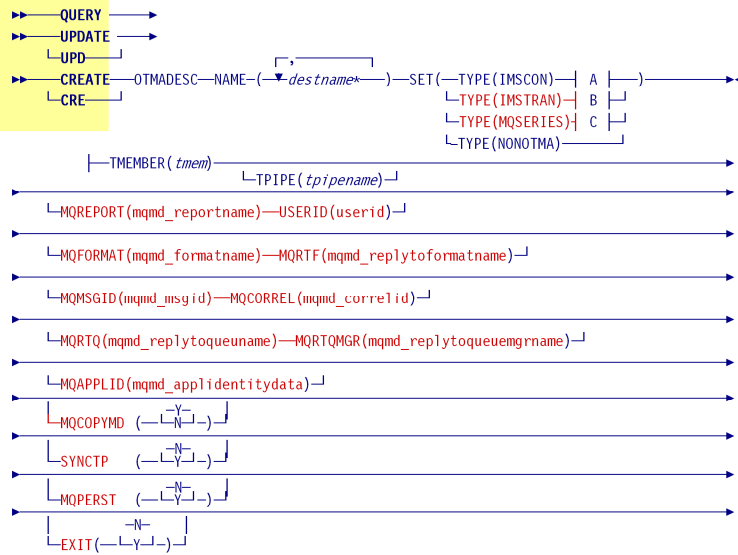 QUERY
UPDATE
UPD
,
CREATE OTMADESC NAME ( destname* ) SET( TYPE(IMSCON) A )
CRE TYPE(IMSTRAN) B
TYPE(MQSERIES) C
TYPE(NONOTMA)
TMEMBER(tmem)
TPIPE(tpipename)
MQREPORT(mqmd_reportname) USERID(userid)
MQFORMAT(mqmd_formatname) MQRTF(mqmd_replytoformatname)
MQMSGID(mqmd_msgid) MQCORREL(mqmd_correlid)
MQRTQ(mqmd_replytoqueuname) MQRTQMGR(mqmd_replytoqueuemgrname)
MQAPPLID(mqmd_applidentitydata)
Y
MQCOPYMD ( N )
N
SYNCTP ( Y )
N
MQPERST ( Y )
N
EXIT( Y )